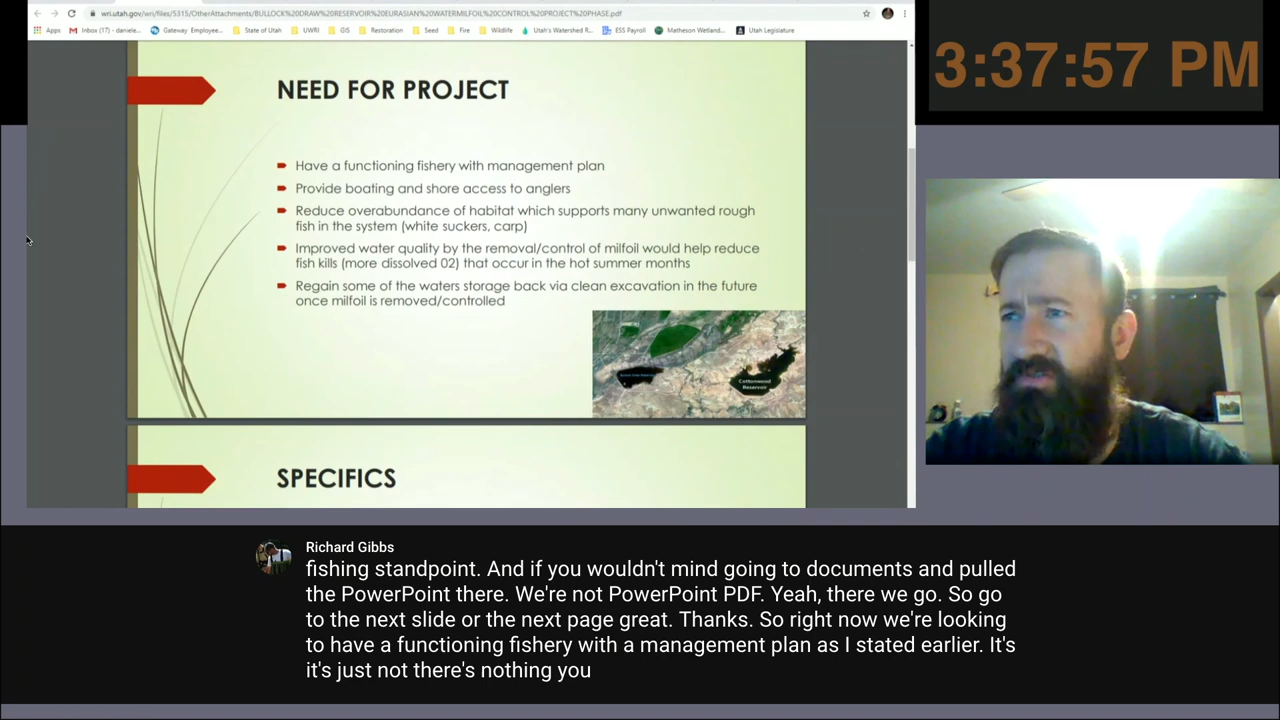 wri.utah.gov/wri/files/5315/OtherAttachments/BULLOCK%20DRAW%20RESERVOIR%20EURASIAN%20WATERMILFOIL%20CONTROL%20PROJECT%20PHASE.pdf
Apps Inbox (17) - daniele... Gateway Employee... State of Utah UWRI GIS Restoration Seed Fire Wildlife Utah's Watershed R... ESS Payroll Matheson Wetland... Utah Legislature
3:37:57 PM
NEED FOR PROJECT
Have a functioning fishery with management plan
Provide boating and shore access to anglers
Reduce overabundance of habitat which supports many unwanted rough
fish in the system (white suckers, carp)
Improved water quality by the removal/control of milfoil would help reduce
fish kills (more dissolved 02) that occur in the hot summer months
Regain some of the waters storage back via clean excavation in the future
once milfoil is removed/controlled
Cottonwood
Reservoir
SPECIFICS
Richard Gibbs
fishing standpoint. And if you wouldn't mind going to documents and pulled
the PowerPoint there. We're not PowerPoint PDF. Yeah, there we go. So go
to the next slide or the next page great. Thanks. So right now we're looking
to have a functioning fishery with a management plan as I stated earlier. It's
it's just not there's nothing you